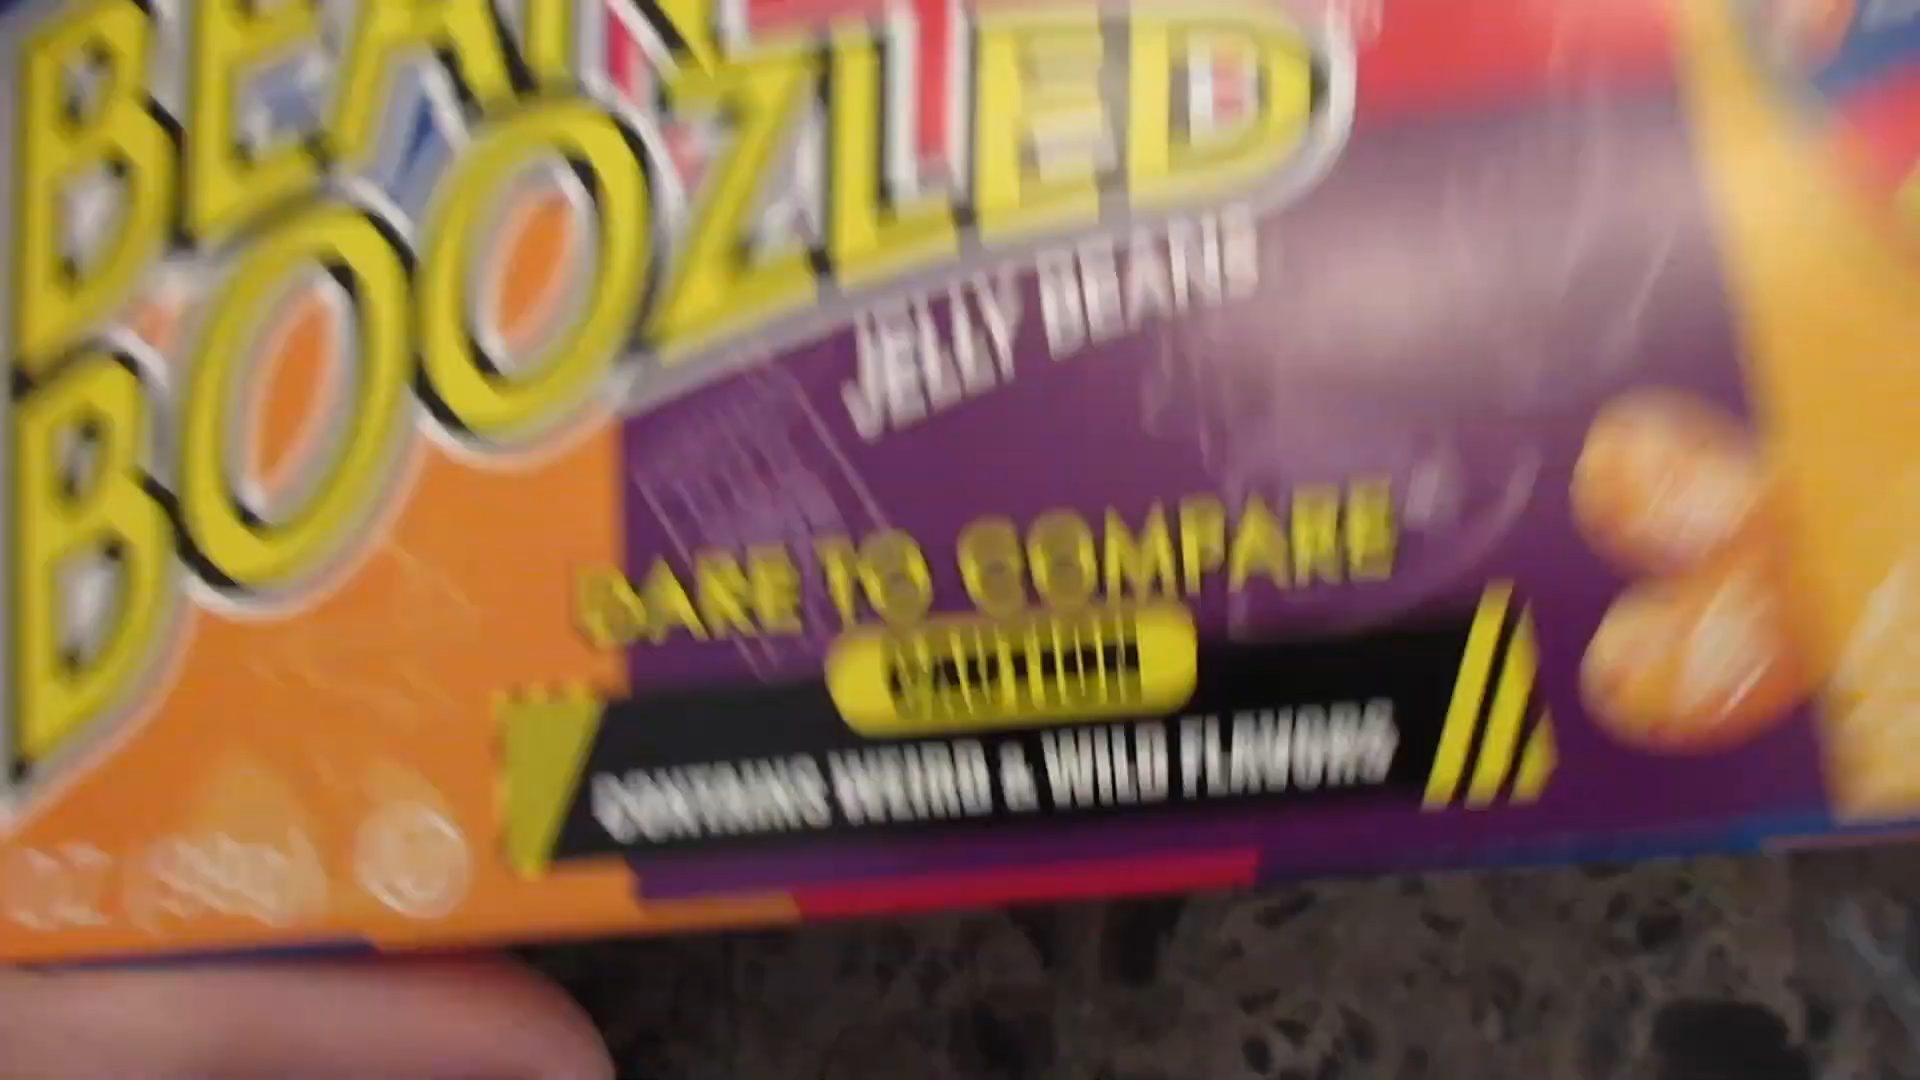 BEAN
BOOZLED
JELLY BEANS
DARE TO COMPARE
CAUTION
CONTAINS WEIRD & WILD FLAVORS